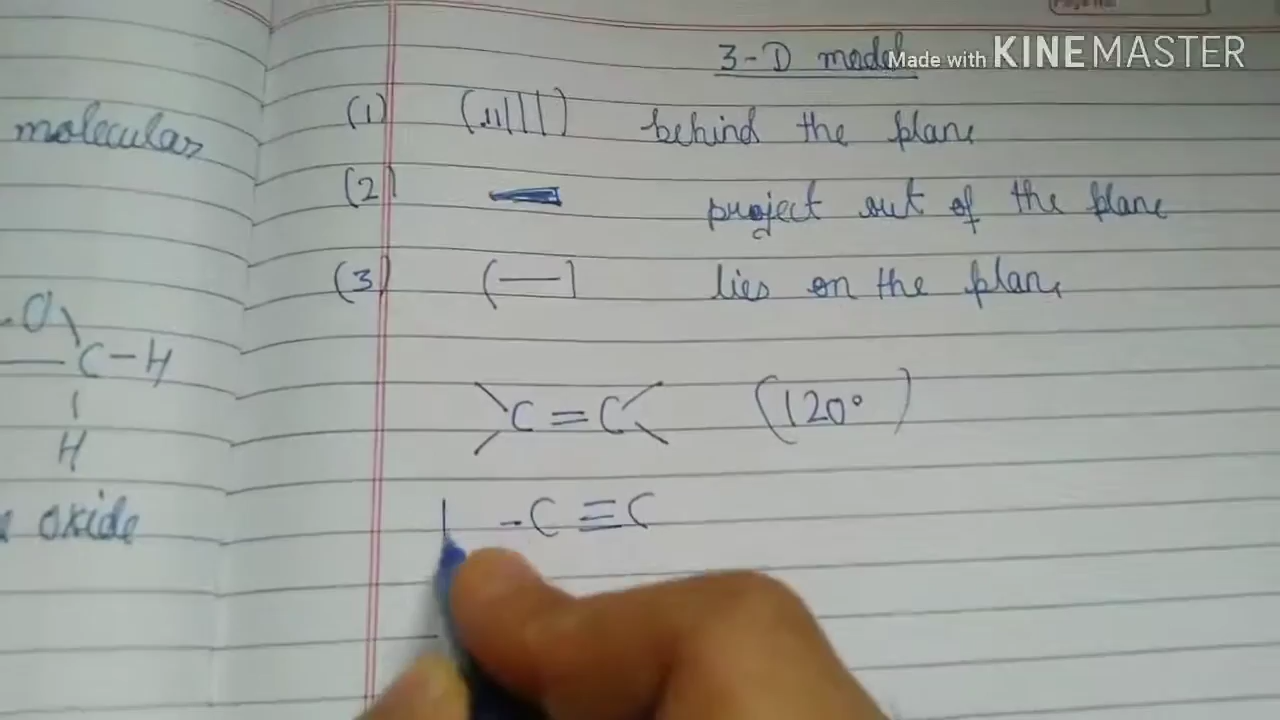 3-D model
Made with KINEMASTER
molecular
(1) behind the plane
(2) project out of the plane
(3) (—) lies on the plane
O
C-H
H
C=C (120°)
-C≡C
oxide